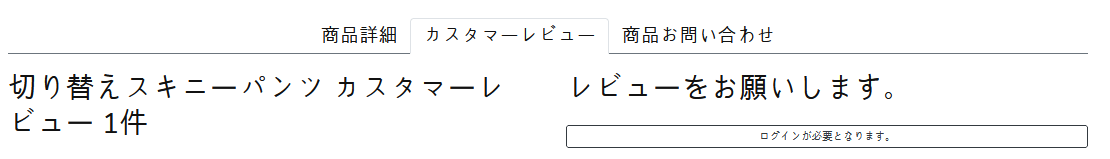 商品詳細 カスタマーレビュー 商品お問い合わせ
切り替えスキニーパンツ カスタマーレ
ビュー 1件
レビューをお願いします。
ログインが必要となります。